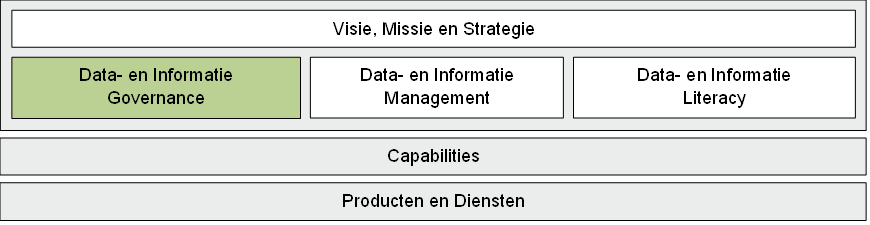 Visie, Missie en Strategie
Data- en Informatie
Governance
Data- en Informatie
Management
Data- en Informatie
Literacy
Capabilities
Producten en Diensten